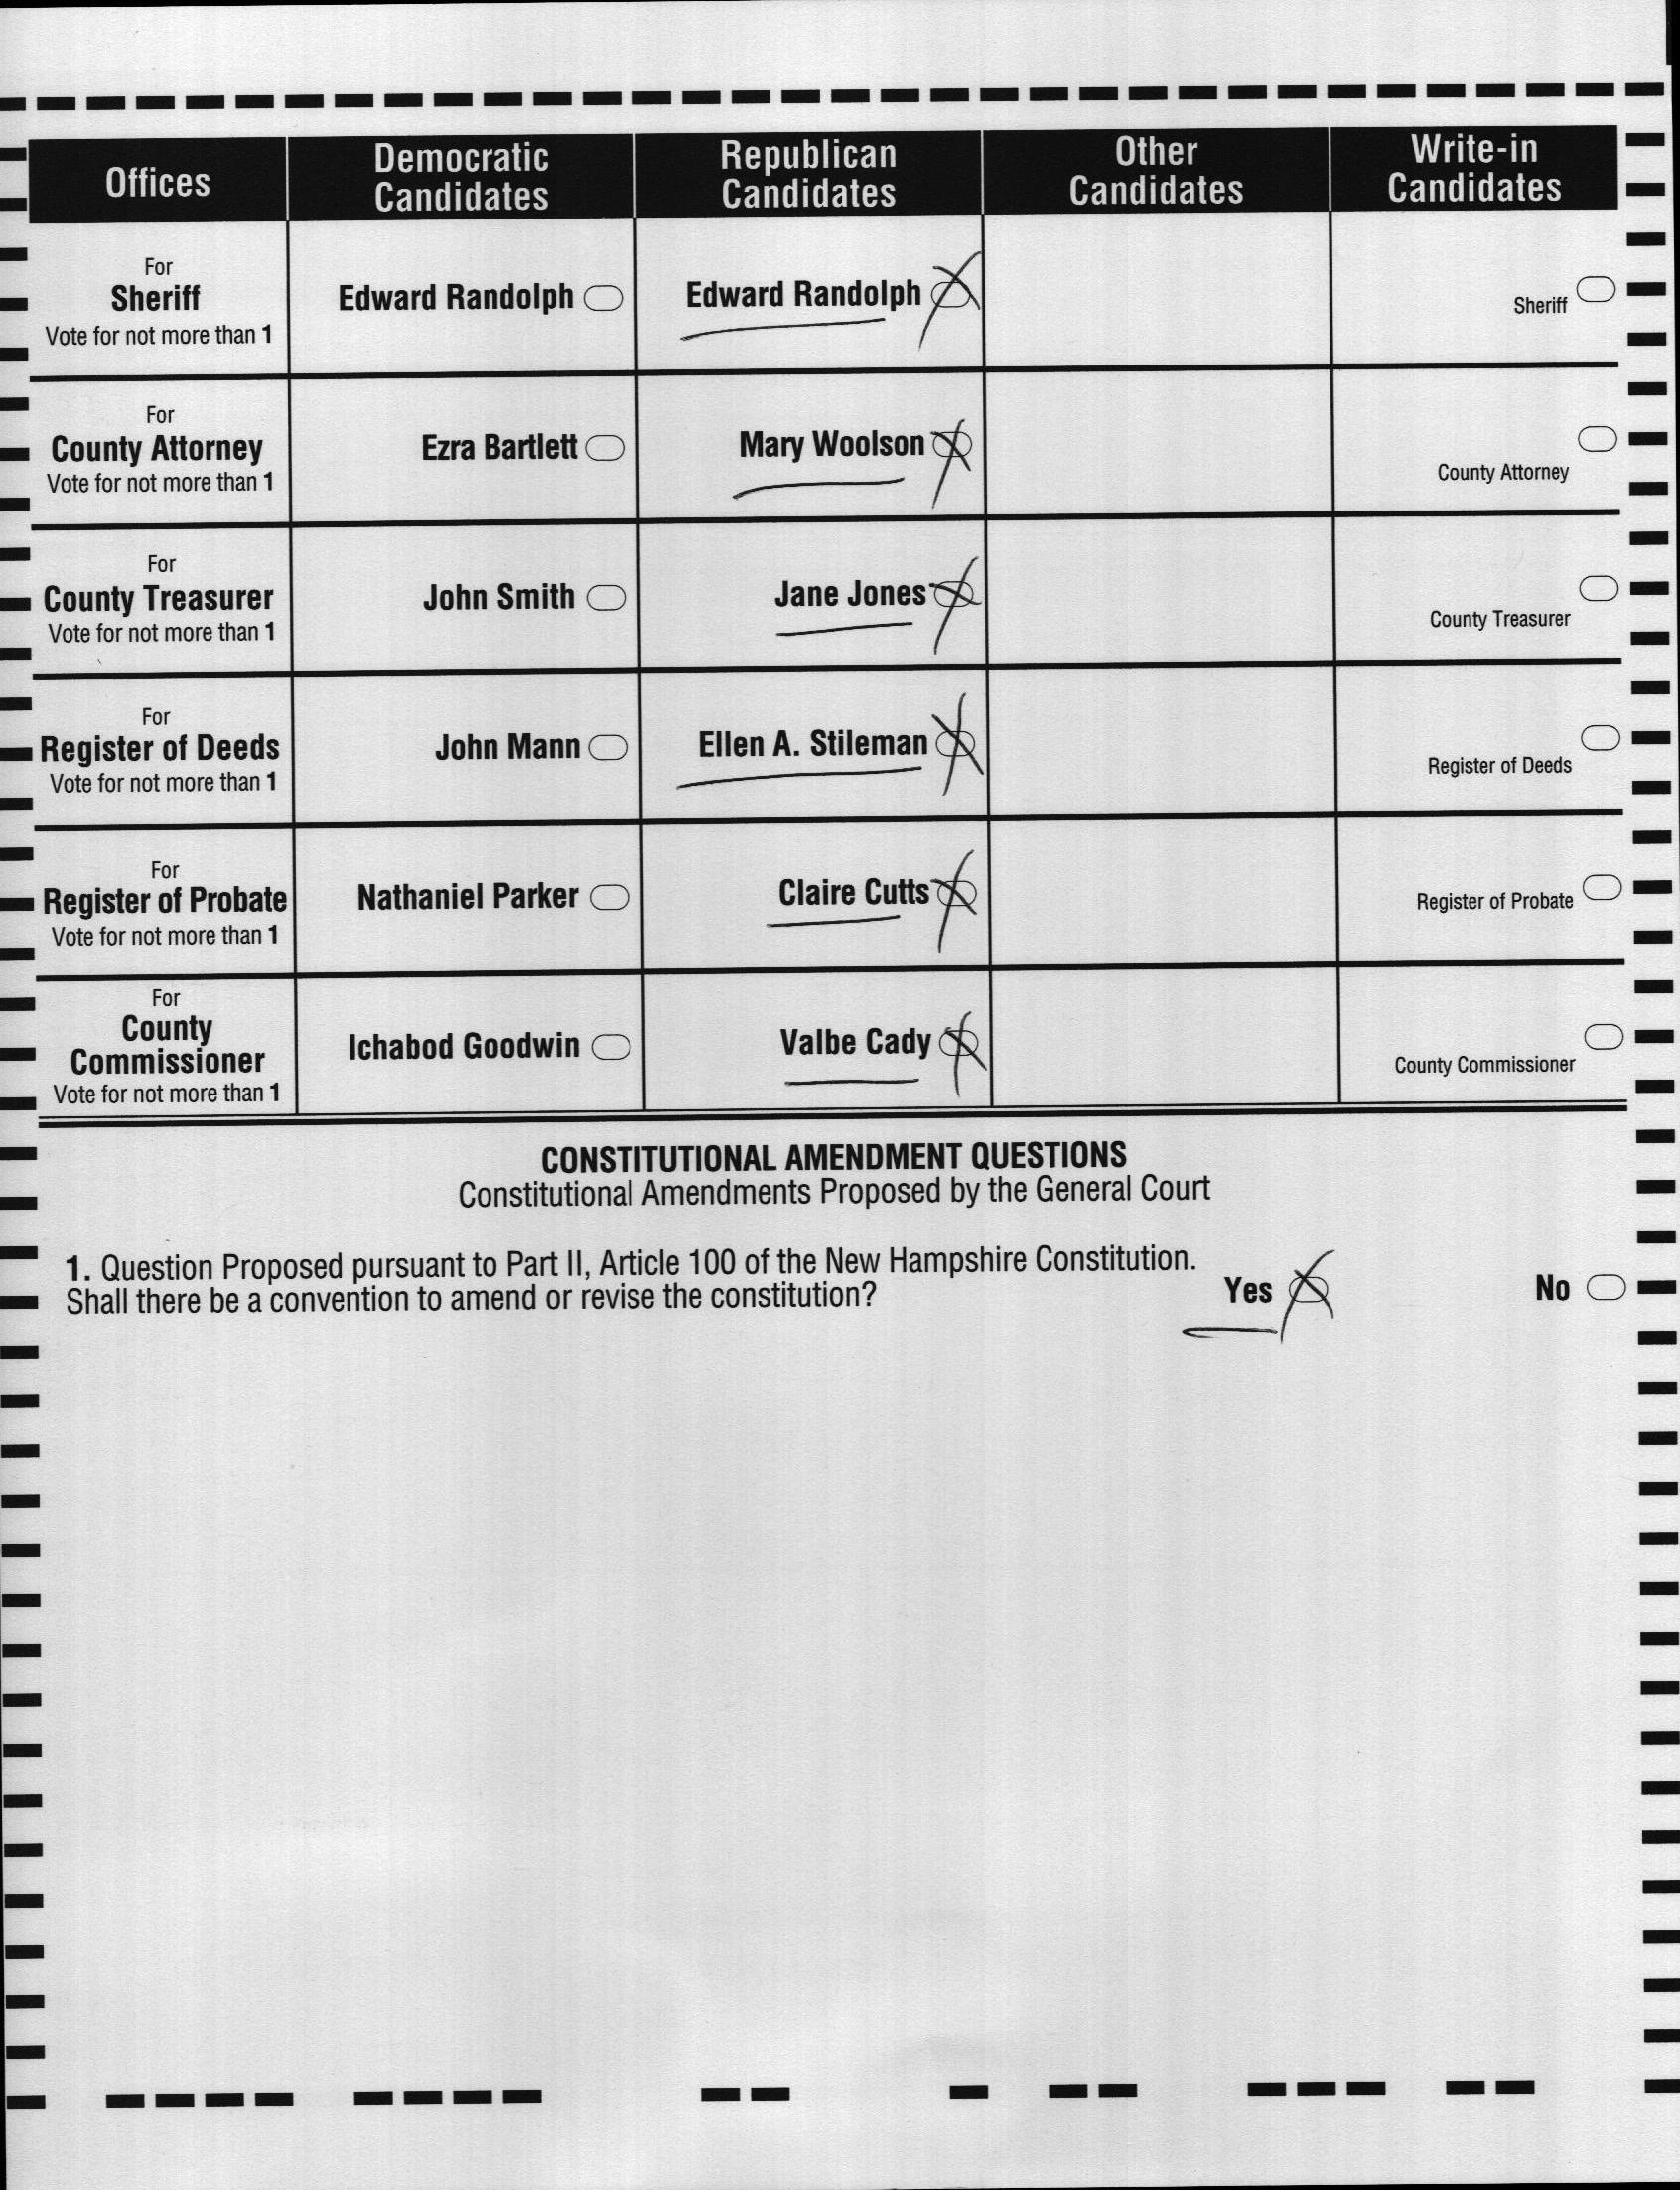 Offices
Democratic
Candidates
Republican
Candidates
Other
Candidates
Write-in
Candidates
For
Sheriff
Vote for not more than 1
Edward Randolph
Edward Randolph
Sheriff
For
County Attorney
Vote for not more than 1
Ezra Bartlett
Mary Woolson
County Attorney
For
County Treasurer
Vote for not more than 1
John Smith
Jane Jones
County Treasurer
For
Register of Deeds
Vote for not more than 1
John Mann
Ellen A. Stileman
Register of Deeds
For
Register of Probate
Vote for not more than 1
Nathaniel Parker
Claire Cutts
Register of Probate
For
County
Commissioner
Vote for not more than 1
Ichabod Goodwin
Valbe Cady
County Commissioner
CONSTITUTIONAL AMENDMENT QUESTIONS
Constitutional Amendments Proposed by the General Court
1. Question Proposed pursuant to Part II, Article 100 of the New Hampshire Constitution.
Shall there be a convention to amend or revise the constitution?
Yes
No